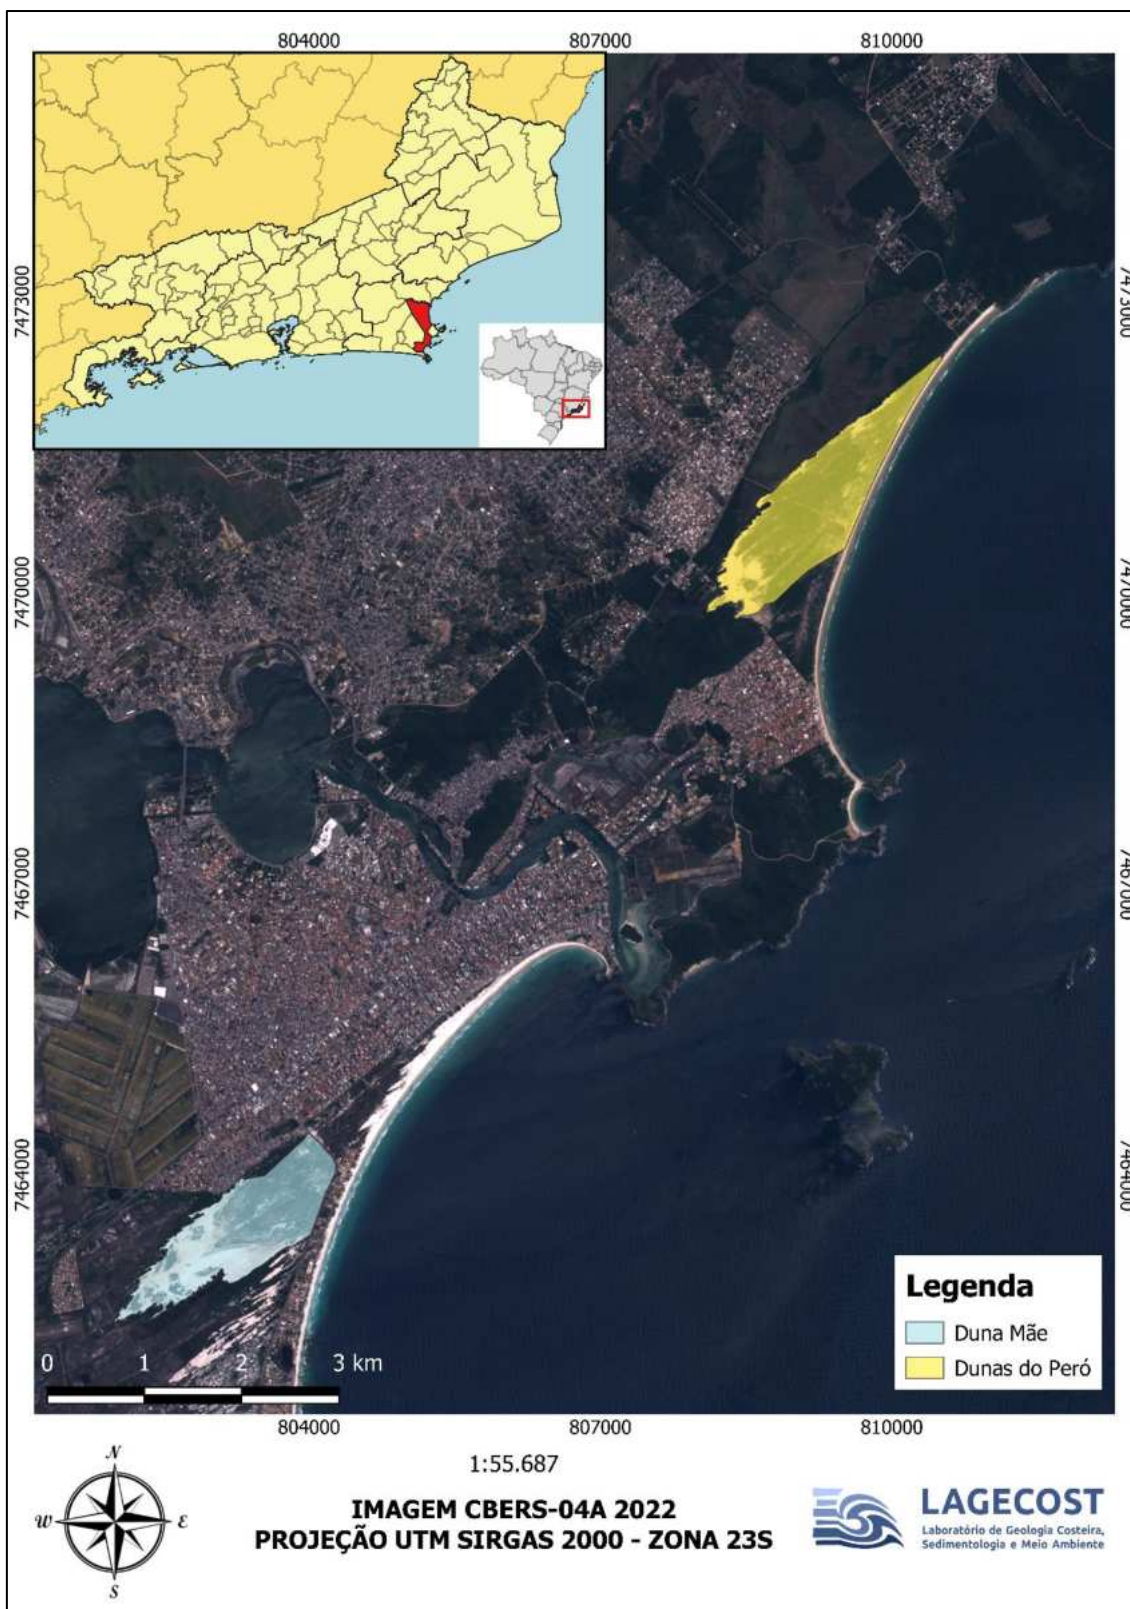 804000
807000
810000
7473000
7473000
7470000
7470000
7467000
7467000
7464000
7464000
Legenda
Duna Mãe
Dunas do Peró
0 1 2 3 km
804000
807000
810000
1:55.687
N
W
E
S
IMAGEM CBERS-04A 2022
PROJEÇÃO UTM SIRGAS 2000 - ZONA 23S
LAGECOST
Laboratório de Geologia Costeira,
Sedimentologia e Meio Ambiente